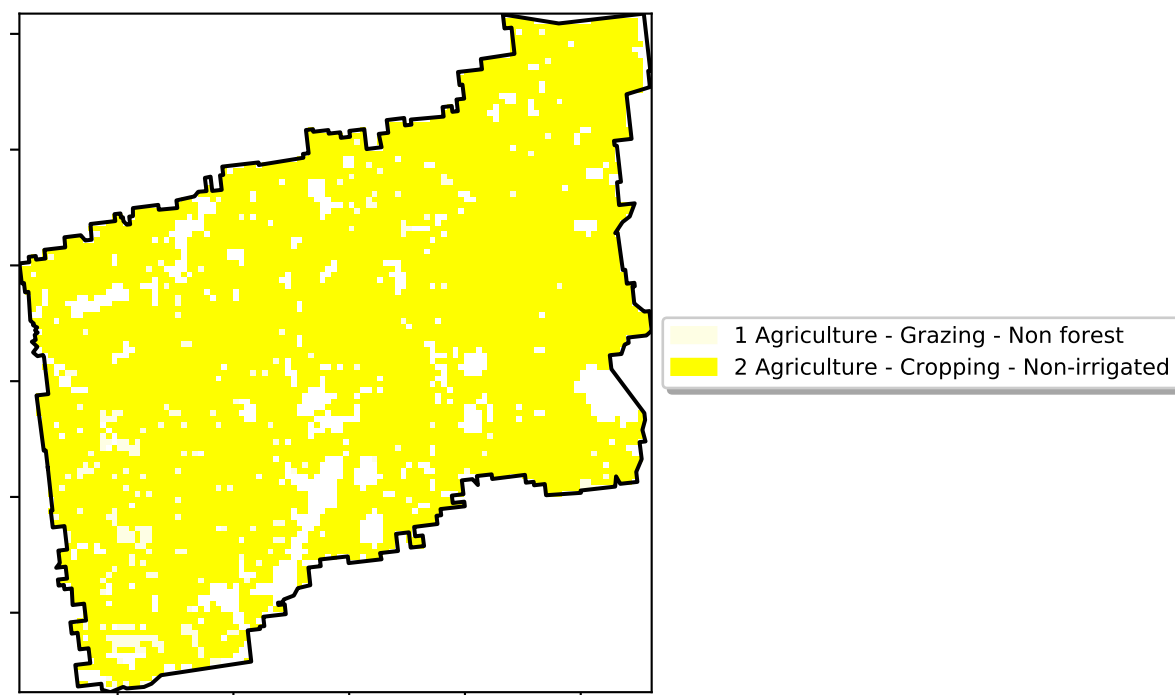 1 Agriculture - Grazing - Non forest
2 Agriculture - Cropping - Non-irrigated